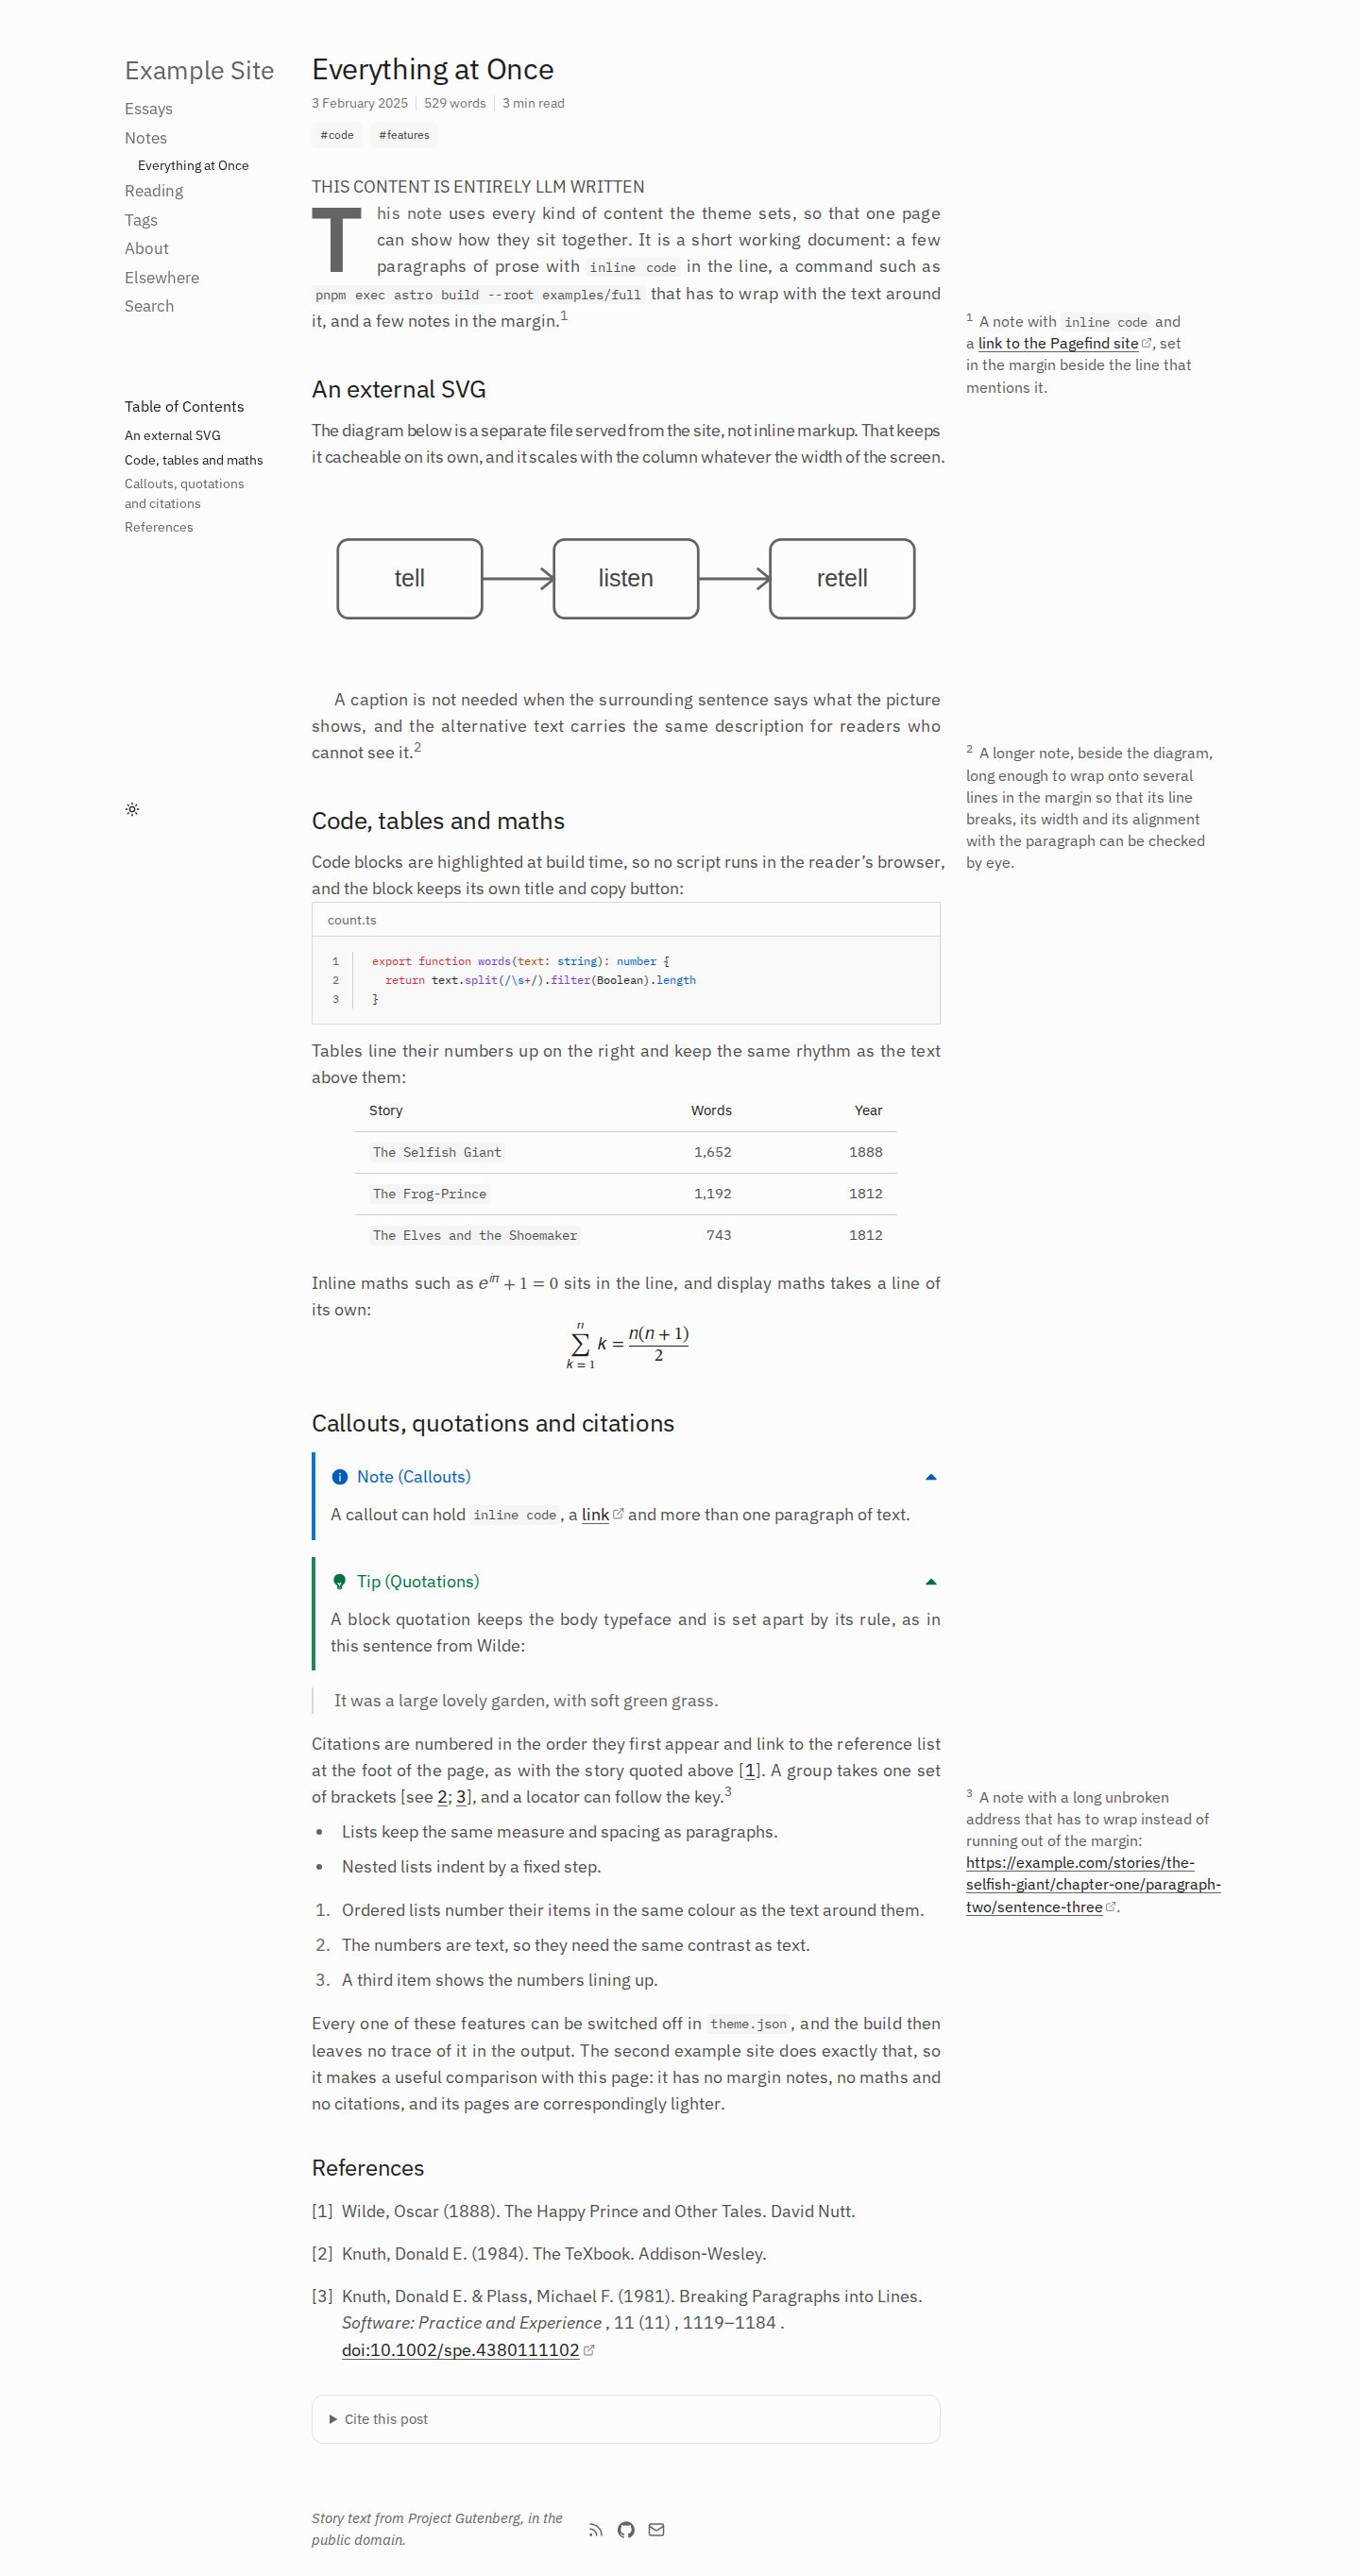 Example Site
Essays
Notes
Everything at Once
Reading
Tags
About
Elsewhere
Search
Table of Contents
An external SVG
Code, tables and maths
Callouts, quotations
and citations
References
Everything at Once
3 February 2025 529 words 3 min read
#code #features
THIS CONTENT IS ENTIRELY LLM WRITTEN
This note uses every kind of content the theme sets, so that one page
can show how they sit together. It is a short working document: a few
paragraphs of prose with inline code in the line, a command such as
pnpm exec astro build --root examples/full that has to wrap with the text around
it, and a few notes in the margin.1
1 A note with inline code and
a link to the Pagefind site, set
in the margin beside the line that
mentions it.
An external SVG
The diagram below is a separate file served from the site, not inline markup. That keeps
it cacheable on its own, and it scales with the column whatever the width of the screen.
tell listen retell
A caption is not needed when the surrounding sentence says what the picture
shows, and the alternative text carries the same description for readers who
cannot see it.2
2 A longer note, beside the diagram,
long enough to wrap onto several
lines in the margin so that its line
breaks, its width and its alignment
with the paragraph can be checked
by eye.
Code, tables and maths
Code blocks are highlighted at build time, so no script runs in the reader’s browser,
and the block keeps its own title and copy button:
count.ts
1 export function words(text: string): number {
2 return text.split(/\s+/).filter(Boolean).length
3 }
Tables line their numbers up on the right and keep the same rhythm as the text
above them:
Story Words Year
The Selfish Giant 1,652 1888
The Frog-Prince 1,192 1812
The Elves and the Shoemaker 743 1812
Inline maths such as e^{iπ} + 1 = 0 sits in the line, and display maths takes a line of
its own:
n
∑ k = n(n + 1)
k = 1 2
Callouts, quotations and citations
Note (Callouts)
A callout can hold inline code, a link and more than one paragraph of text.
Tip (Quotations)
A block quotation keeps the body typeface and is set apart by its rule, as in
this sentence from Wilde:
It was a large lovely garden, with soft green grass.
Citations are numbered in the order they first appear and link to the reference list
at the foot of the page, as with the story quoted above [1]. A group takes one set
of brackets [see 2; 3], and a locator can follow the key.3
3 A note with a long unbroken
address that has to wrap instead of
running out of the margin:
https://example.com/stories/the-
selfish-giant/chapter-one/paragraph-
two/sentence-three.
• Lists keep the same measure and spacing as paragraphs.
• Nested lists indent by a fixed step.
1. Ordered lists number their items in the same colour as the text around them.
2. The numbers are text, so they need the same contrast as text.
3. A third item shows the numbers lining up.
Every one of these features can be switched off in theme.json, and the build then
leaves no trace of it in the output. The second example site does exactly that, so
it makes a useful comparison with this page: it has no margin notes, no maths and
no citations, and its pages are correspondingly lighter.
References
[1] Wilde, Oscar (1888). The Happy Prince and Other Tales. David Nutt.
[2] Knuth, Donald E. (1984). The TeXbook. Addison-Wesley.
[3] Knuth, Donald E. & Plass, Michael F. (1981). Breaking Paragraphs into Lines.
Software: Practice and Experience , 11 (11) , 1119–1184 .
doi:10.1002/spe.4380111102
Cite this post
Story text from Project Gutenberg, in the
public domain.